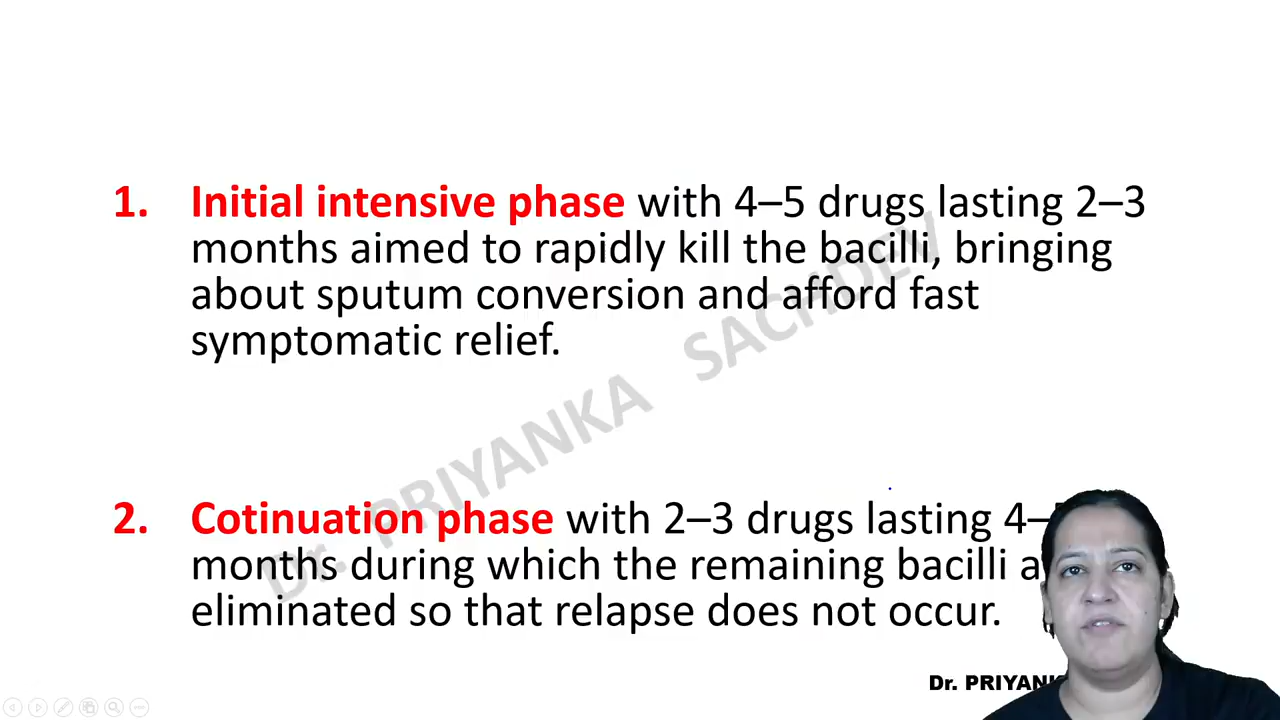 1. Initial intensive phase with 4–5 drugs lasting 2–3
months aimed to rapidly kill the bacilli, bringing
about sputum conversion and afford fast
symptomatic relief.
Dr. PRIYANKA SACHDEV
2. Cotinuation phase with 2–3 drugs lasting 4–
months during which the remaining bacilli
eliminated so that relapse does not occur.
Dr.